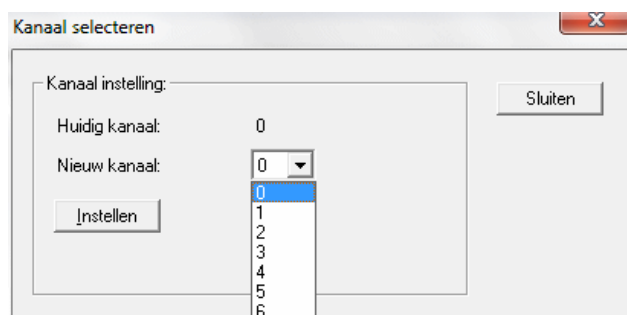 Kanaal selecteren
Kanaal instelling:
Sluiten
Huidig kanaal: 0
Nieuw kanaal: 0
0
1
Instellen
2
3
4
5
6